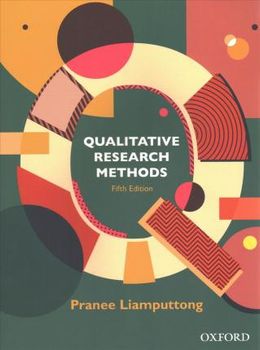 QUALITATIVE
RESEARCH
METHODS
Fifth Edition
Pranee Liamputtong
OXFORD